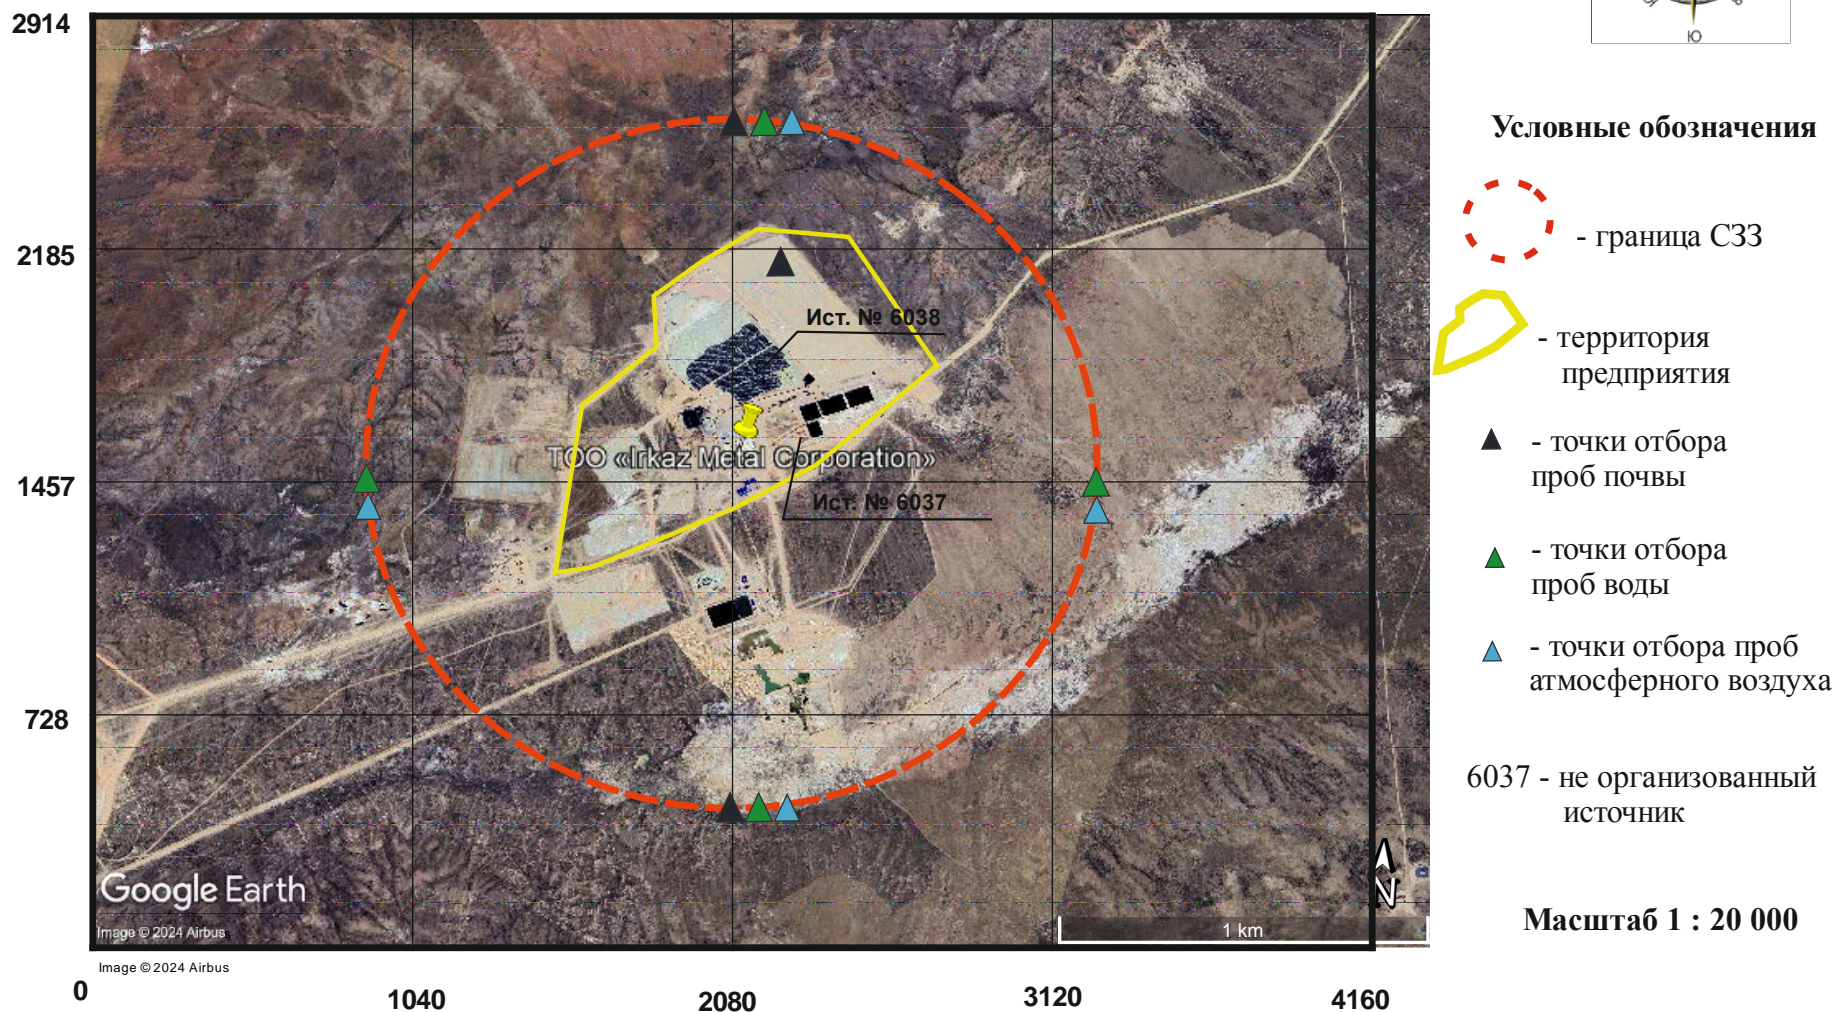 2914
2185
1457
728
0
1040
2080
3120
4160
Ист. № 6038
ТОО «Irkaz Metal Corporation»
Ист. № 6037
Google Earth
Image © 2024 Airbus
1 km
N
Image © 2024 Airbus
Ю
Условные обозначения
- граница СЗЗ
- территория
предприятия
- точки отбора
проб почвы
- точки отбора
проб воды
- точки отбора проб
атмосферного воздуха
6037 - не организованный
источник
Масштаб 1 : 20 000